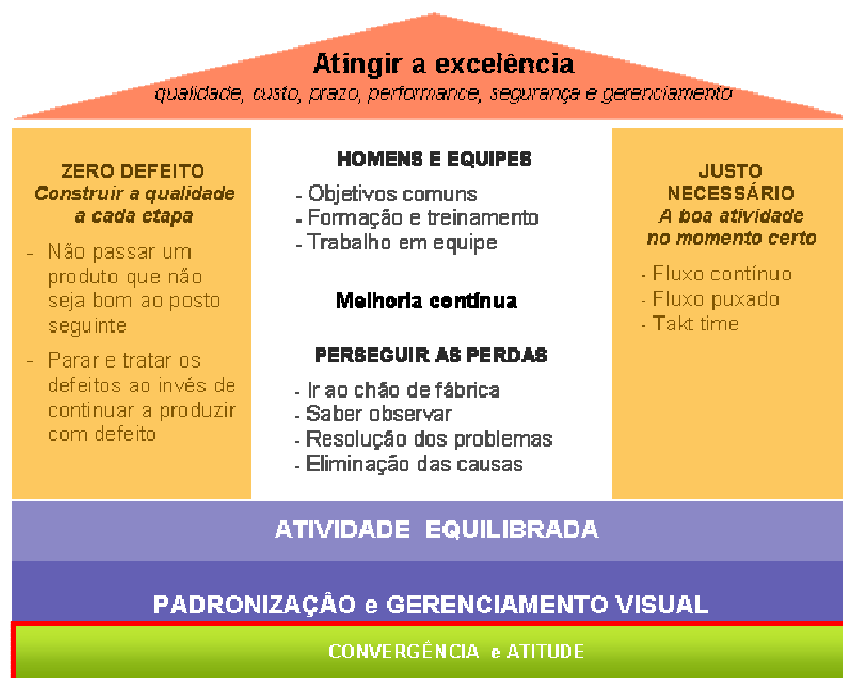 Atingir a excelência
qualidade, custo, prazo, performance, segurança e gerenciamento
ZERO DEFEITO
Construir a qualidade
a cada etapa
- Não passar um
produto que não
seja bom ao posto
seguinte
- Parar e tratar os
defeitos ao invés de
continuar a produzir
com defeito
HOMENS E EQUIPES
- Objetivos comuns
- Formação e treinamento
- Trabalho em equipe
Melhoria contínua
PERSEGUIR AS PERDAS
- Ir ao chão de fábrica
- Saber observar
- Resolução dos problemas
- Eliminação das causas
JUSTO
NECESSÁRIO
A boa atividade
no momento certo
- Fluxo contínuo
- Fluxo puxado
- Takt time
ATIVIDADE EQUILIBRADA
PADRONIZAÇÃO e GERENCIAMENTO VISUAL
CONVERGÊNCIA e ATITUDE